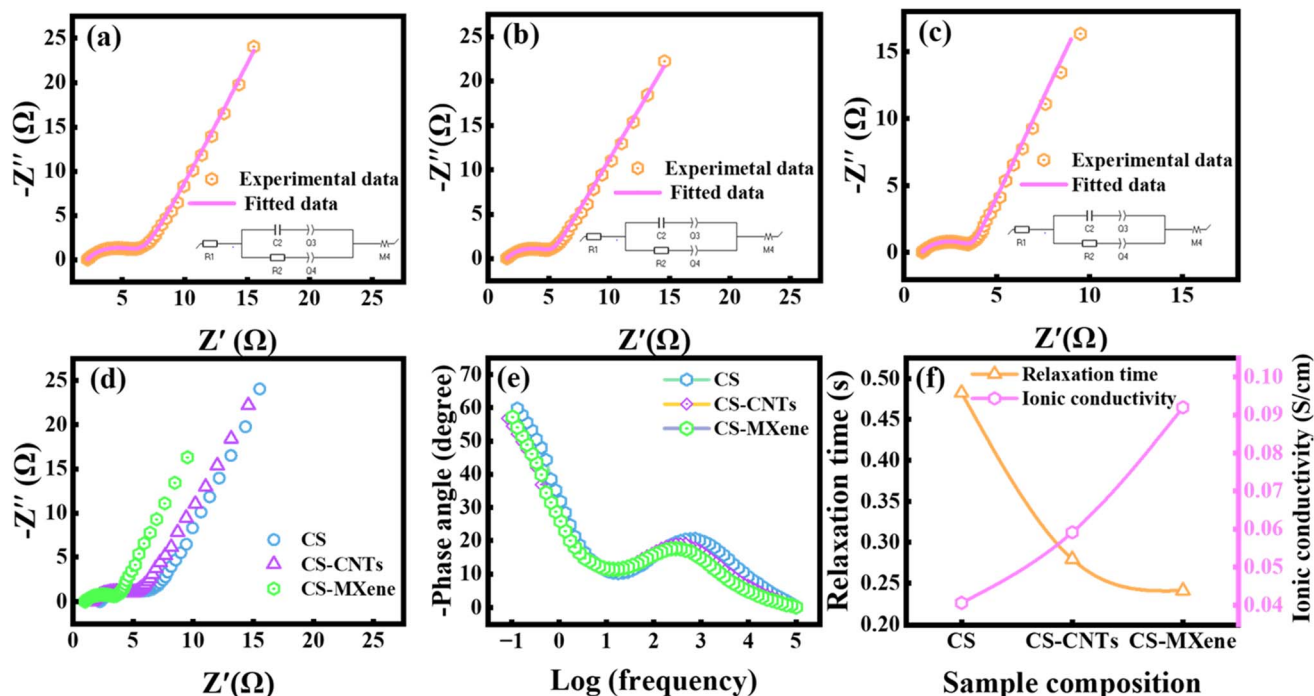 (a)
-Z″ (Ω)
25
20
15
10
5
0
Experimental data
Fitted data
R1
C2
Q3
R2
Q4
M4
5
10
15
20
25
Z′ (Ω)
(b)
-Z″(Ω)
25
20
15
10
5
0
Experimetal data
Fitted data
R1
C2
Q3
R2
Q4
M4
0
5
10
15
20
25
Z′(Ω)
(c)
-Z″ (Ω)
15
10
5
0
Experimental data
Fitted data
R1
C2
Q3
R2
Q4
M4
0
5
10
15
Z′(Ω)
(d)
-Z″ (Ω)
25
20
15
10
5
0
CS
CS-CNTs
CS-MXene
0
5
10
15
20
25
Z′(Ω)
(e)
-Phase angle (degree)
70
60
50
40
30
20
10
0
CS
CS-CNTs
CS-MXene
−1
0
1
2
3
4
5
Log (frequency)
(f)
Relaxation time (s)
0.50
0.45
0.40
0.35
0.30
0.25
0.20
Relaxation time
Ionic conductivity
0.10
0.09
0.08
0.07
0.06
0.05
0.04
Ionic conductivity (S/cm)
CS
CS-CNTs
CS-MXene
Sample composition